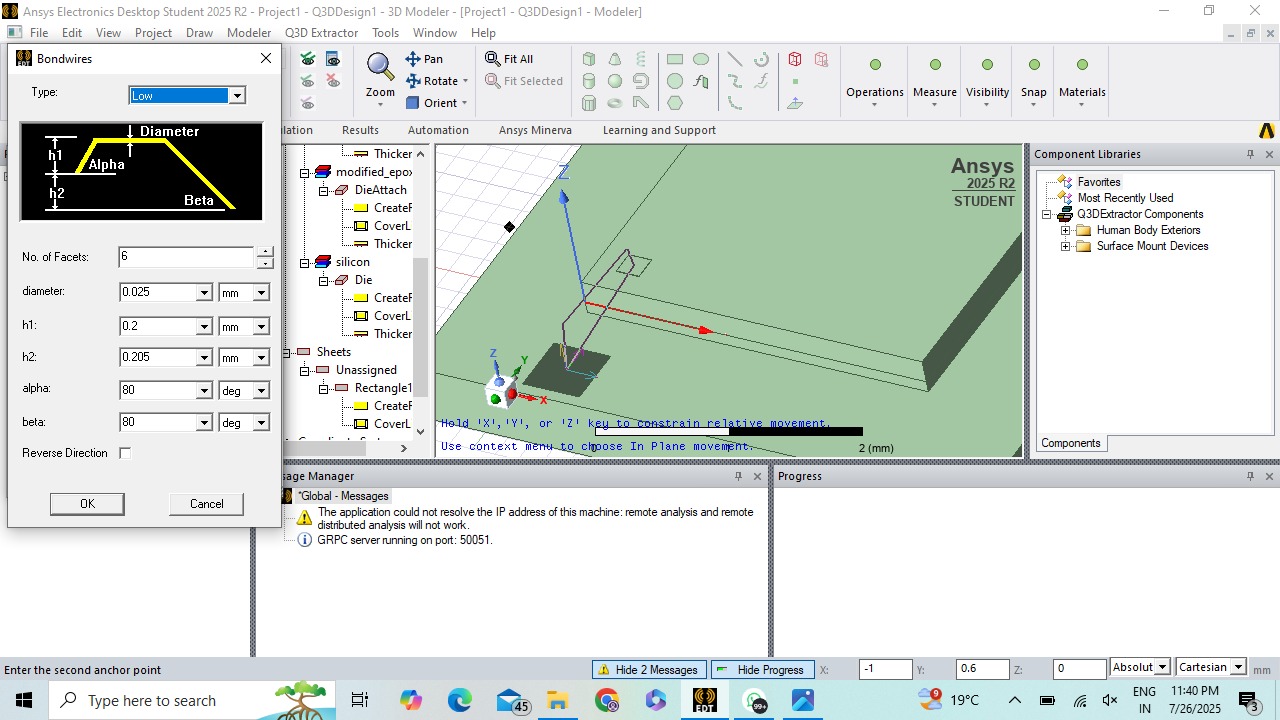 Ansys Electronics Desktop Student 2025 R2 - Project1 - Q3DDesign1 - 3D Modeler - [Project1 - Q3DDesign1 - Modeler]
File Edit View Project Draw Modeler Q3D Extractor Tools Window Help
Bondwires
Type:
Low
Diameter
h1
Alpha
h2
Beta
No. of Facets:
6
diameter:
0.025
mm
h1:
0.2
mm
h2:
0.205
mm
alpha:
80
deg
beta:
80
deg
Reverse Direction
OK
Cancel
Zoom
Pan
Rotate
Orient
Fit All
Fit Selected
Operations
Measure
Visibility
Snap
Materials
lation
Results
Automation
Ansys Minerva
Learning and Support
Thicker
modified_epox
DieAttach
CreateF
CoverL
Thicker
silicon
Die
CreateF
CoverL
Thicker
Sheets
Unassigned
Rectangle1
CreateF
CoverL
Ansys
2025 R2
STUDENT
Z
Z
Y
X
Hold 'X','Y', or 'Z' key to constrain relative movement.
Use context menu to choose In Plane movement.
0
1
2 (mm)
Component Libraries
Favorites
Most Recently Used
Q3DExtractor Components
Human Body Exteriors
Surface Mount Devices
Components
sage Manager
*Global - Messages
The application could not resolve the IP address of this machine: remote analysis and remote
distributed analysis will not work.
GRPC server running on port: 50051.
Progress
Enter the second anchor point
Hide 2 Messages
Hide Progress
X:
-1
Y:
0.6
Z:
0
Absolut
Cartesian
mm
Type here to search
45
EDT
99+
9
19°C
ENG
IN
11:40 PM
7/26/2025
3